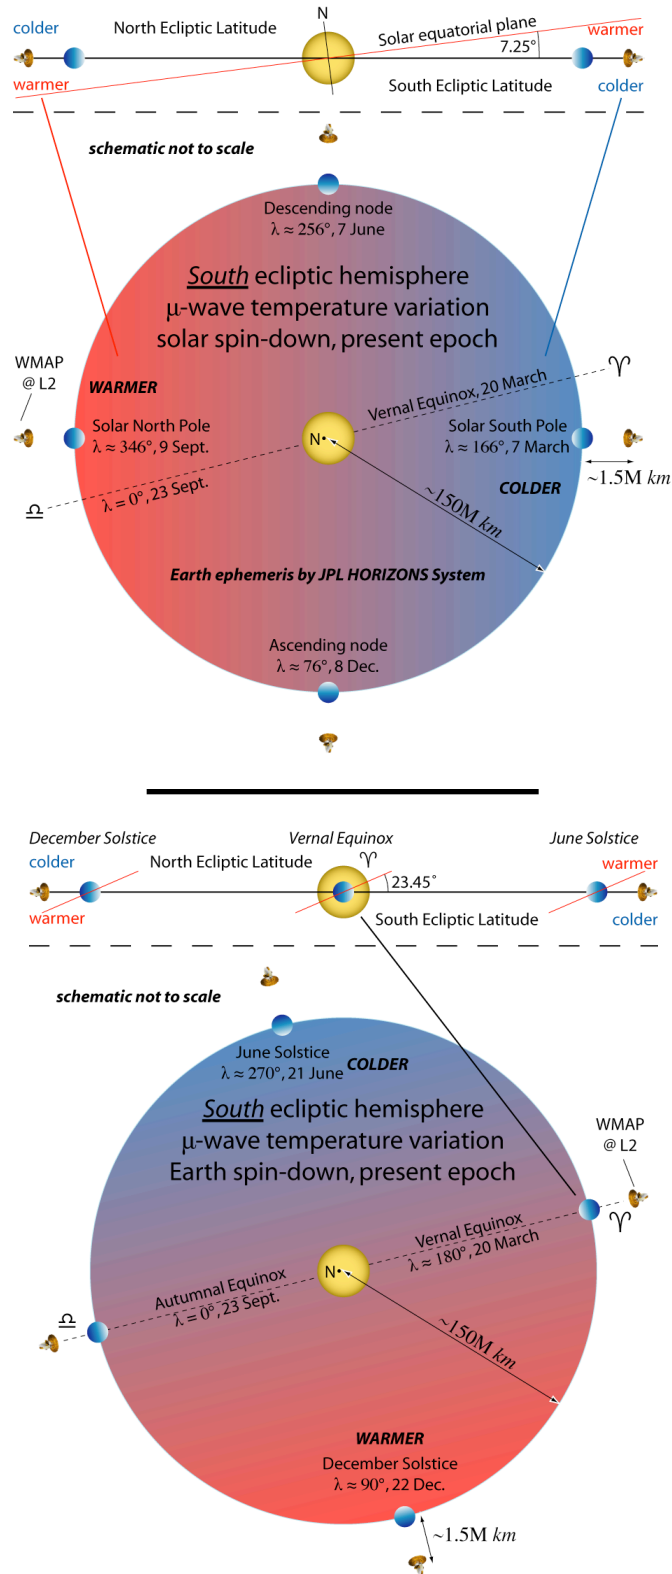 N
colder
North Ecliptic Latitude
Solar equatorial plane
7.25°
warmer
warmer
South Ecliptic Latitude
colder
schematic not to scale
Descending node
λ ≈ 256°, 7 June
South ecliptic hemisphere
μ-wave temperature variation
solar spin-down, present epoch
WMAP
@ L2
WARMER
Vernal Equinox, 20 March
♈
Solar North Pole
λ ≈ 346°, 9 Sept.
N•
Solar South Pole
λ ≈ 166°, 7 March
λ = 0°, 23 Sept.
♎
COLDER
~1.5M km
~150M km
Earth ephemeris by JPL HORIZONS System
Ascending node
λ ≈ 76°, 8 Dec.
December Solstice
Vernal Equinox
June Solstice
colder
North Ecliptic Latitude
♈
23.45°
warmer
warmer
South Ecliptic Latitude
colder
schematic not to scale
June Solstice
λ ≈ 270°, 21 June
COLDER
South ecliptic hemisphere
μ-wave temperature variation
Earth spin-down, present epoch
WMAP
@ L2
♈
Vernal Equinox
λ ≈ 180°, 20 March
N•
Autumnal Equinox
λ = 0°, 23 Sept.
♎
~150M km
WARMER
December Solstice
λ ≈ 90°, 22 Dec.
~1.5M km